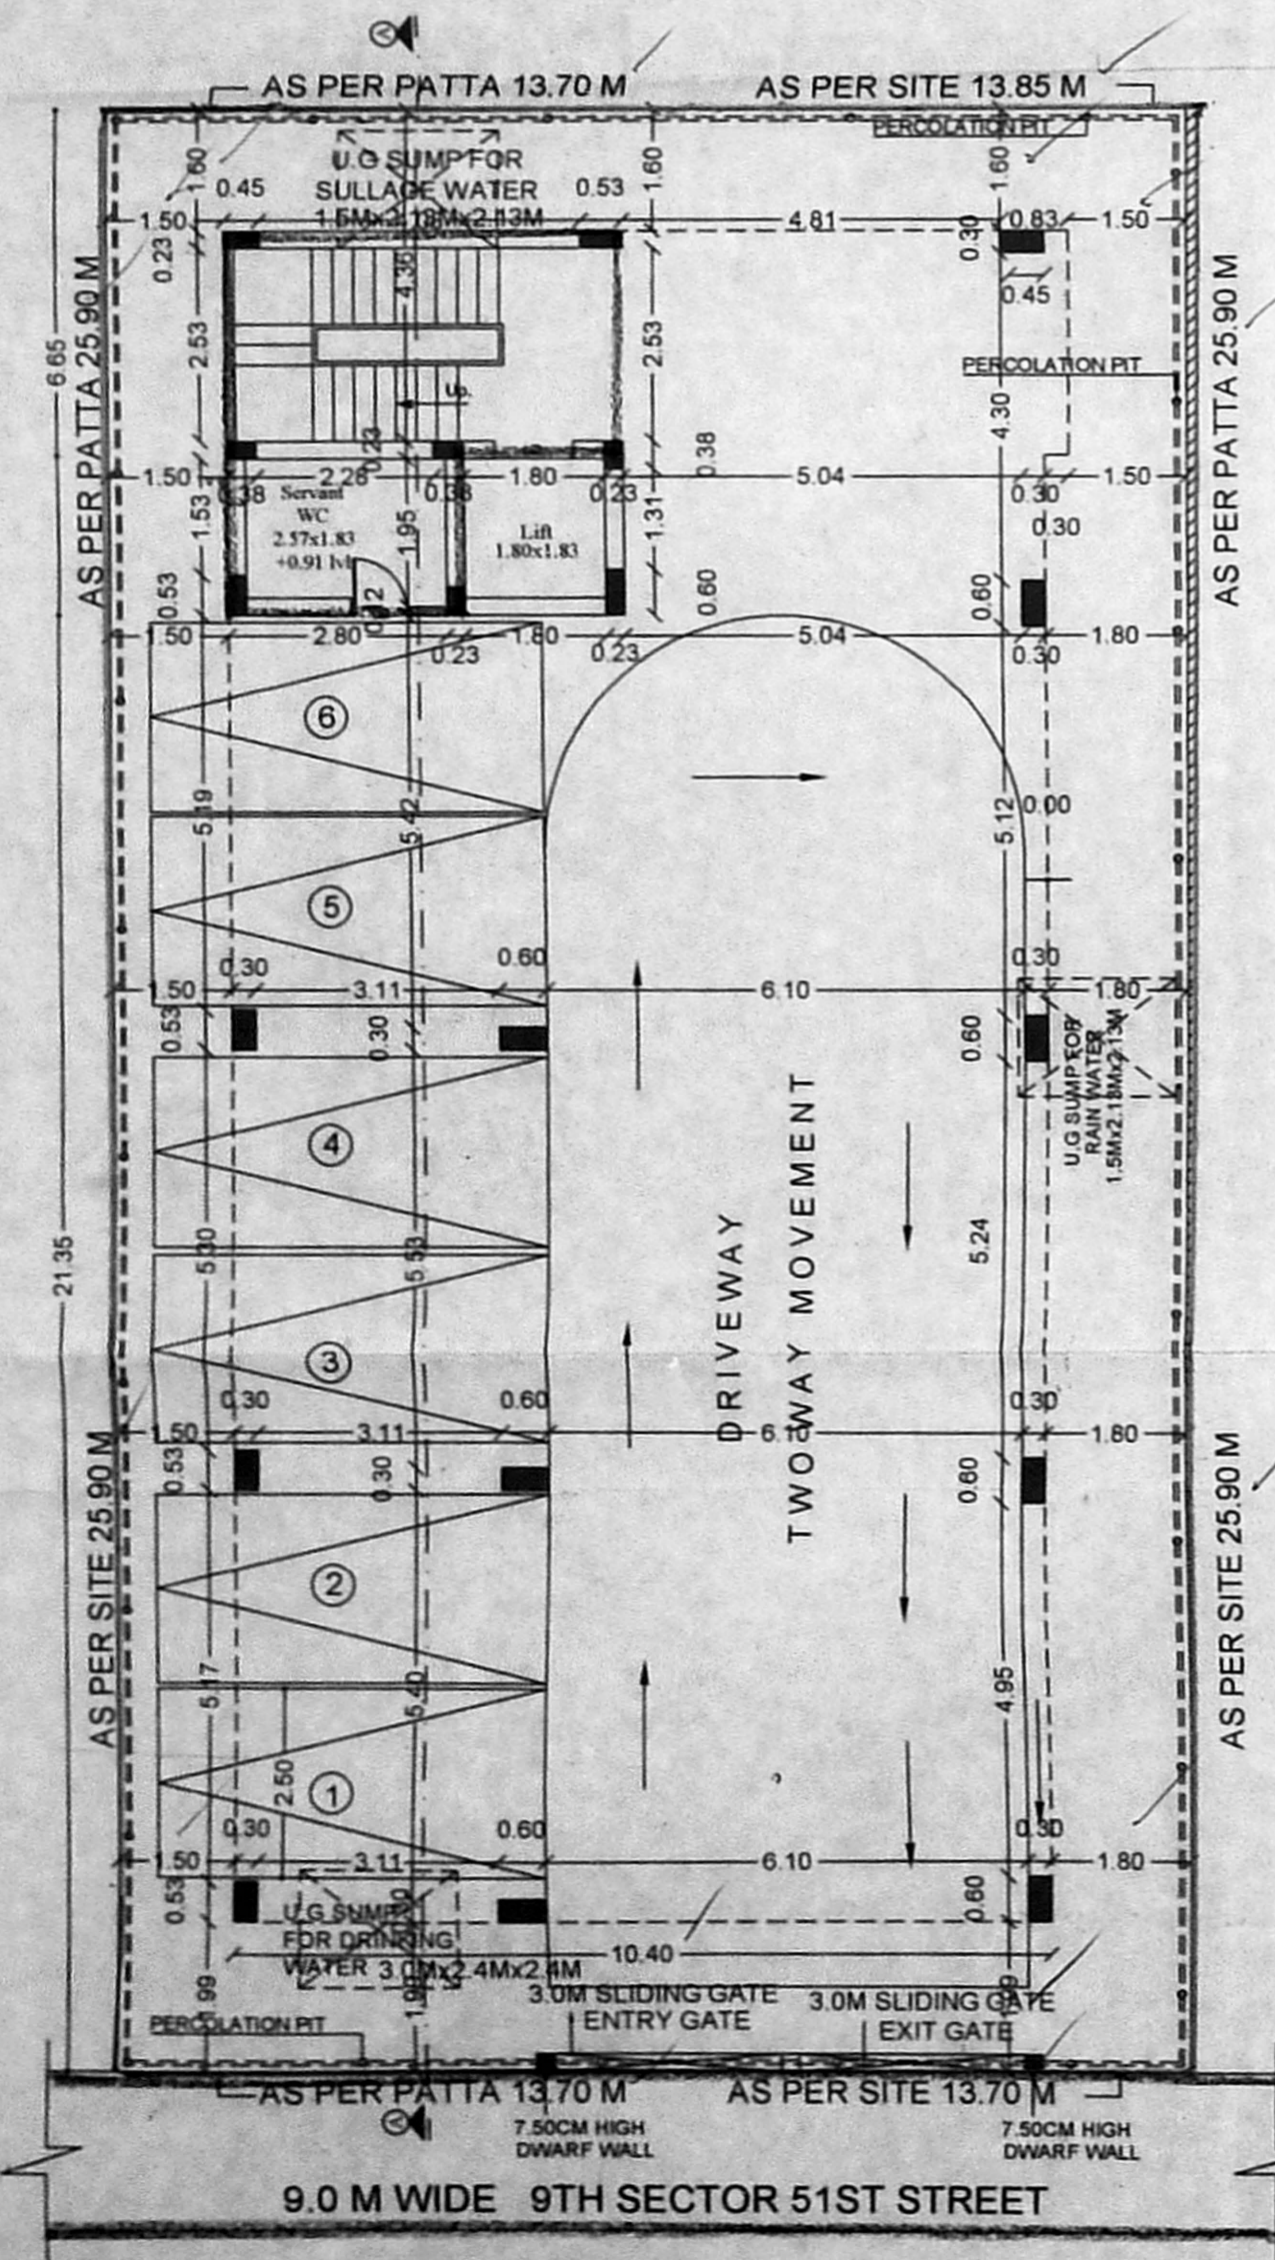 AS PER PATTA 13.70 M
AS PER SITE 13.85 M
PERCOLATION PIT
U.G SUMP FOR
SULLAGE WATER
1.5Mx2.13Mx2.13M
1.60
1.60
1.60
0.45
0.53
1.50
4.81
0.83
1.50
0.23
0.30
0.45
4.36
AS PER PATTA 25.90 M
AS PER PATTA 25.90 M
6.65
2.53
2.53
PERCOLATION PIT
4.30
Up.
0.23
0.38
1.50
2.28
1.80
5.04
1.50
0.38
0.38
0.23
0.30
Servant
WC
2.57x1.83
+0.91 lvl
Lift
1.80x1.83
1.53
1.95
1.31
0.30
0.53
0.60
0.60
1.50
2.80
1.80
5.04
1.80
0.23
0.23
0.30
6
5.19
5.42
5.12
0.00
5
0.30
0.60
0.30
1.50
3.11
6.10
1.80
0.53
0.30
0.60
U.G SUMP FOR
RAIN WATER
1.5Mx2.13Mx2.13M
4
DRIVEWAY
TWOWAY MOVEMENT
21.35
5.30
5.53
5.24
3
0.30
0.60
0.30
1.50
3.11
1.80
0.53
0.30
0.60
AS PER SITE 25.90 M
AS PER SITE 25.90 M
2
5.17
5.40
4.95
2.50
1
0.30
0.60
0.30
1.50
3.11
6.10
1.80
0.53
0.60
U.G SUMP
FOR DRINKING
WATER 3.0Mx2.4Mx2.4M
10.40
3.0M SLIDING GATE
ENTRY GATE
3.0M SLIDING GATE
EXIT GATE
PERCOLATION PIT
AS PER PATTA 13.70 M
AS PER SITE 13.70 M
7.50CM HIGH
DWARF WALL
7.50CM HIGH
DWARF WALL
9.0 M WIDE 9TH SECTOR 51ST STREET